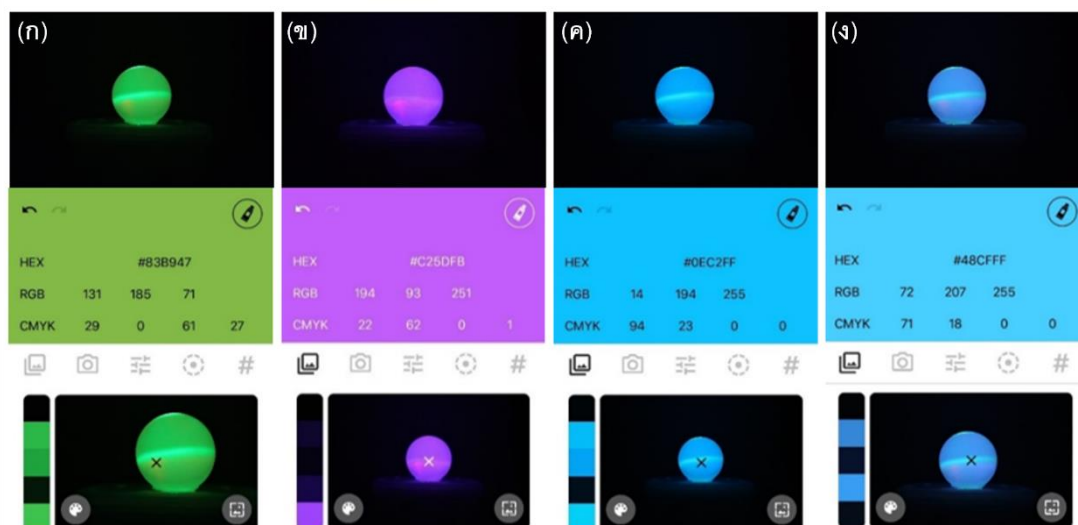 (ก)
HEX #83B947
RGB 131 185 71
CMYK 29 0 61 27
#
(ข)
HEX #C25DFB
RGB 194 93 251
CMYK 22 62 0 1
#
(ค)
HEX #0EC2FF
RGB 14 194 255
CMYK 94 23 0 0
#
(ง)
HEX #48CFFF
RGB 72 207 255
CMYK 71 18 0 0
#